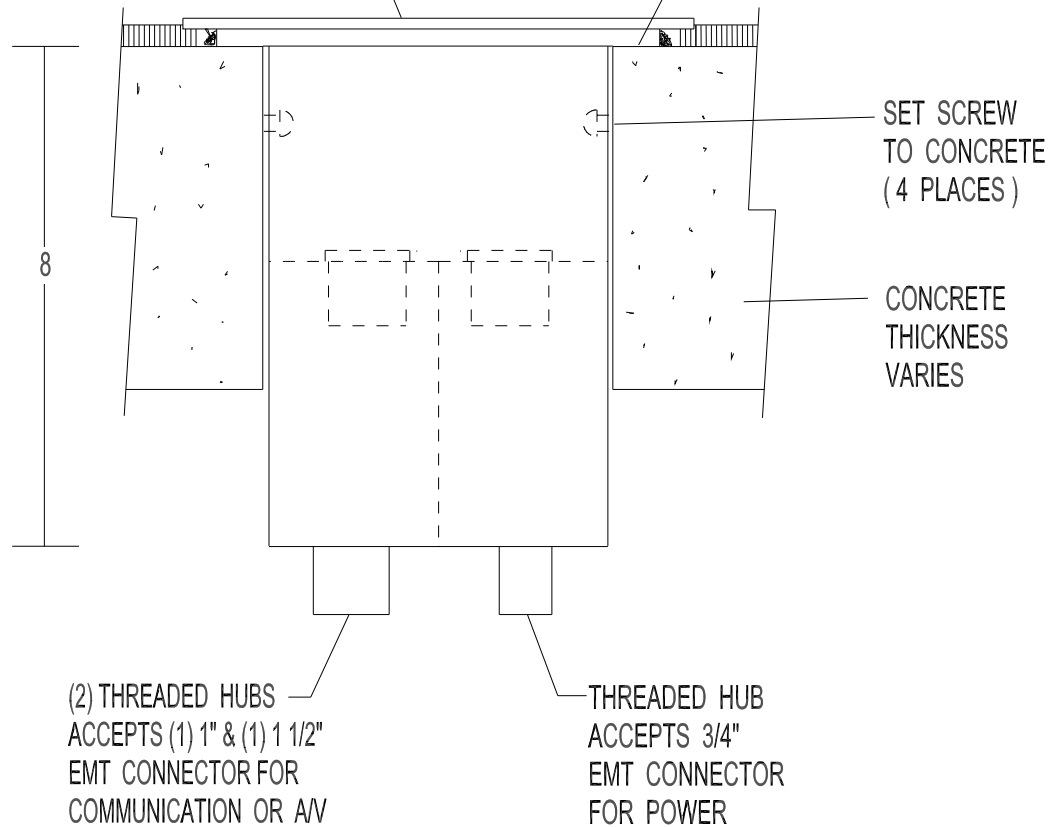 SET SCREW
TO CONCRETE
( 4 PLACES )
8
CONCRETE
THICKNESS
VARIES
(2) THREADED HUBS
ACCEPTS (1) 1" & (1) 1 1/2"
EMT CONNECTOR FOR
COMMUNICATION OR A/V
THREADED HUB
ACCEPTS 3/4"
EMT CONNECTOR
FOR POWER